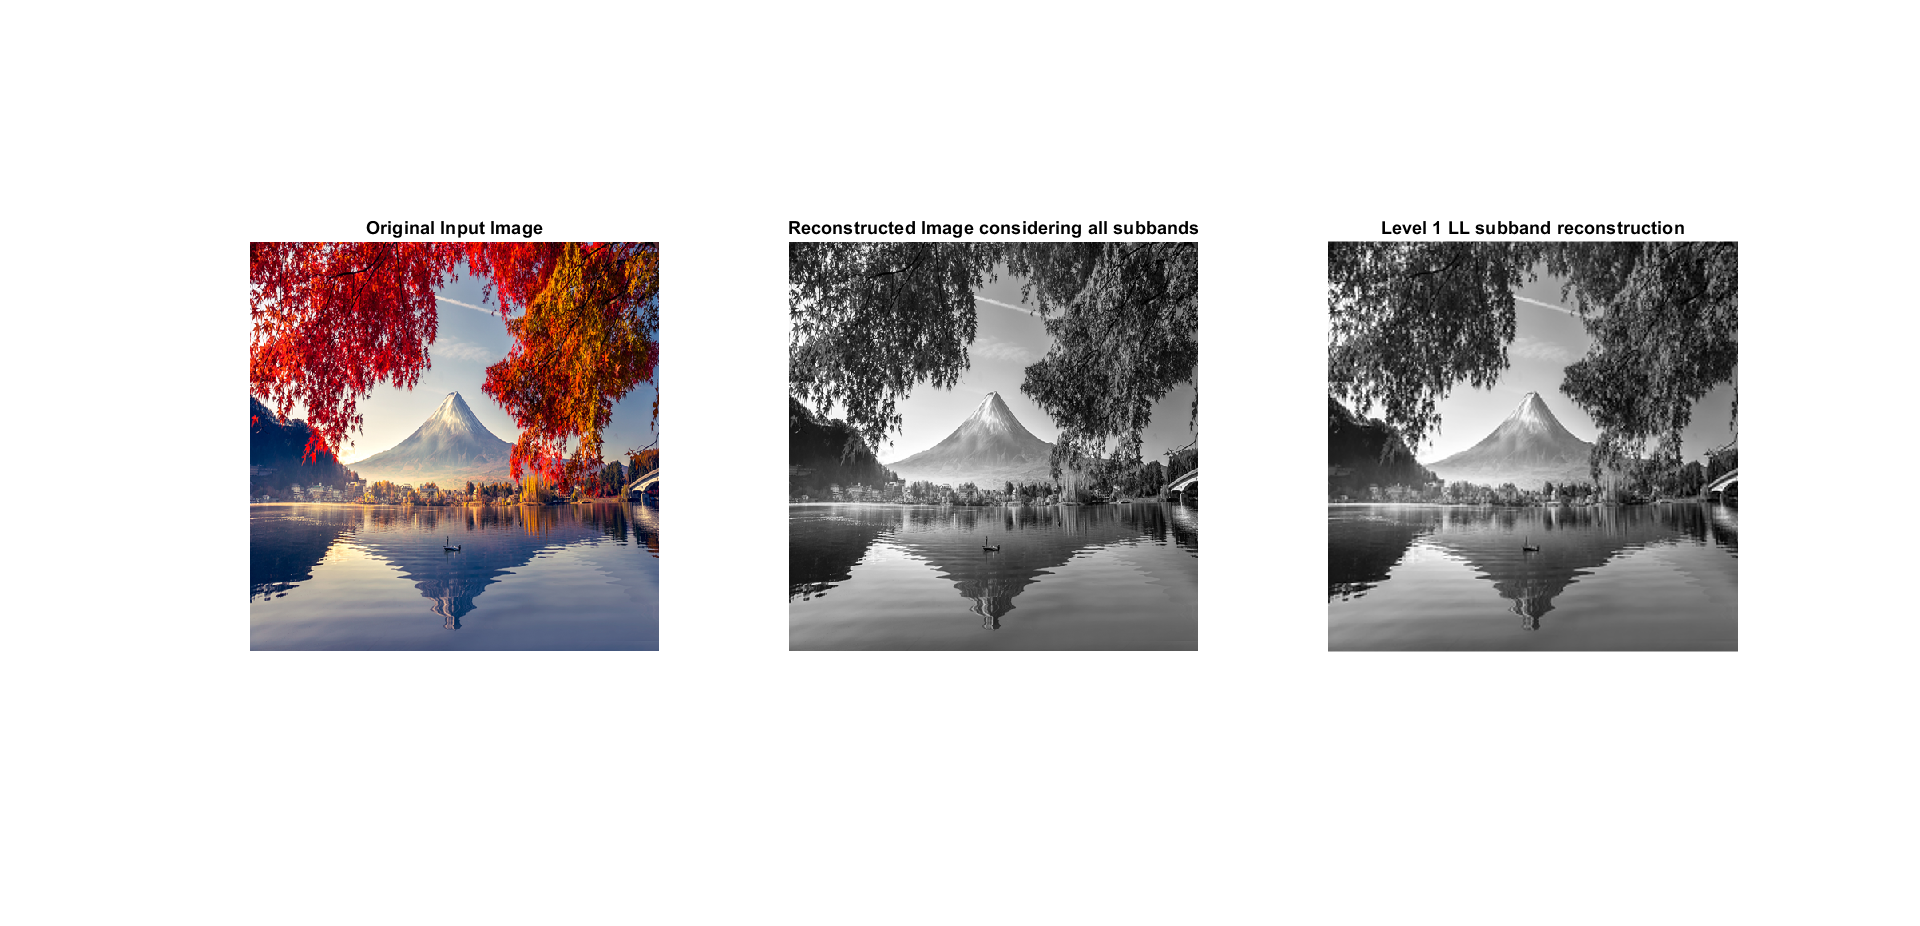 Original Input Image
Reconstructed Image considering all subbands
Level 1 LL subband reconstruction